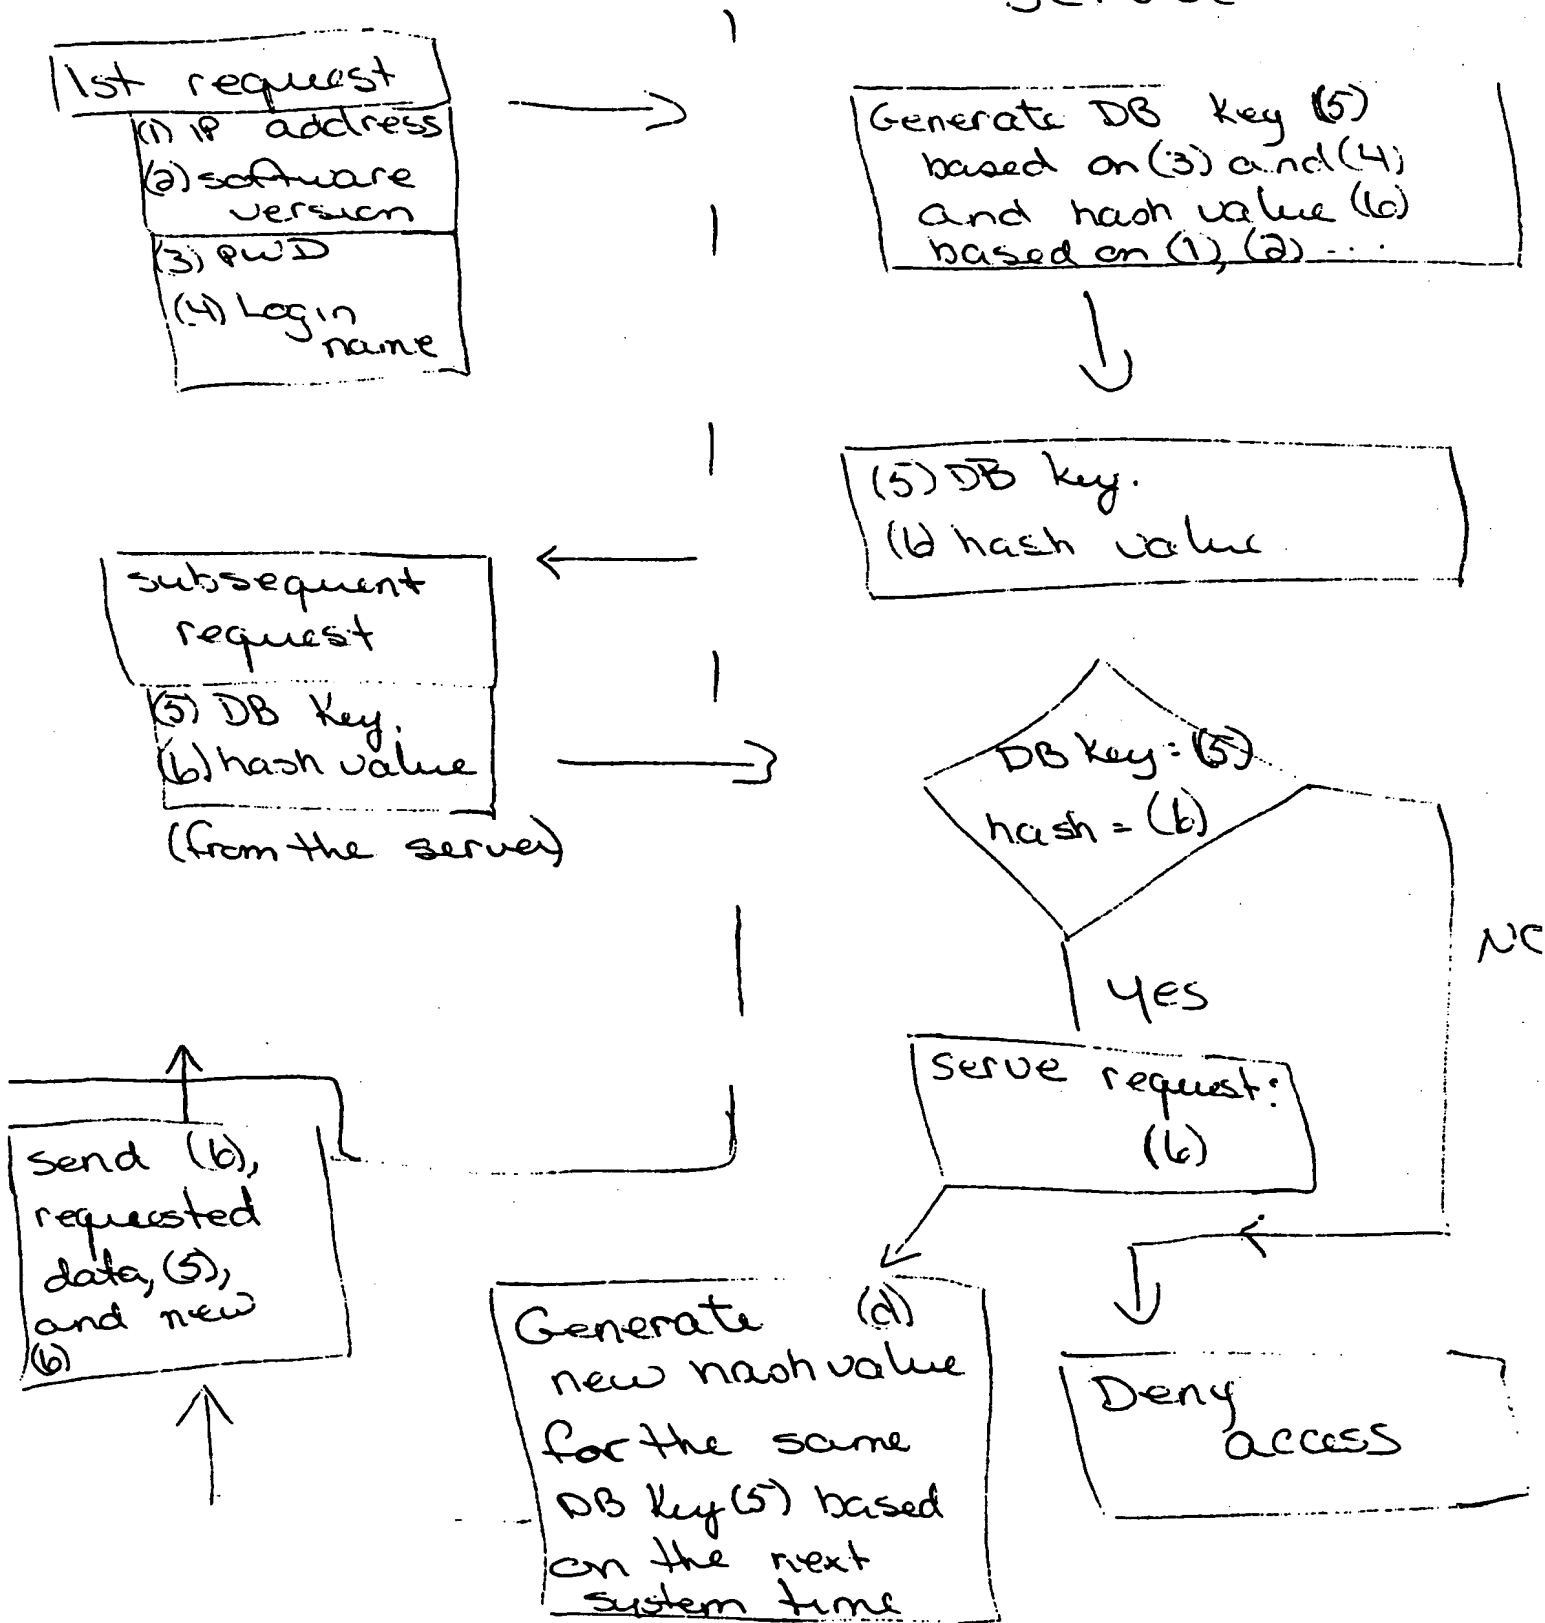 1st request
(1) IP address
(2) software
version
(3) PWD
(4) Login
name
Generate DB key (5)
based on (3) and (4)
and hash value (6)
based on (1), (2) ...
(5) DB key.
(6) hash value
subsequent
request
(5) DB key.
(6) hash value
(from the server)
DB key = (5)
hash = (6)
NO
YES
serve request:
(6)
send (6),
requested
data, (5),
and new
(6)
Generate (d)
new hash value
for the same
DB key (5) based
on the next
system time
Deny
access